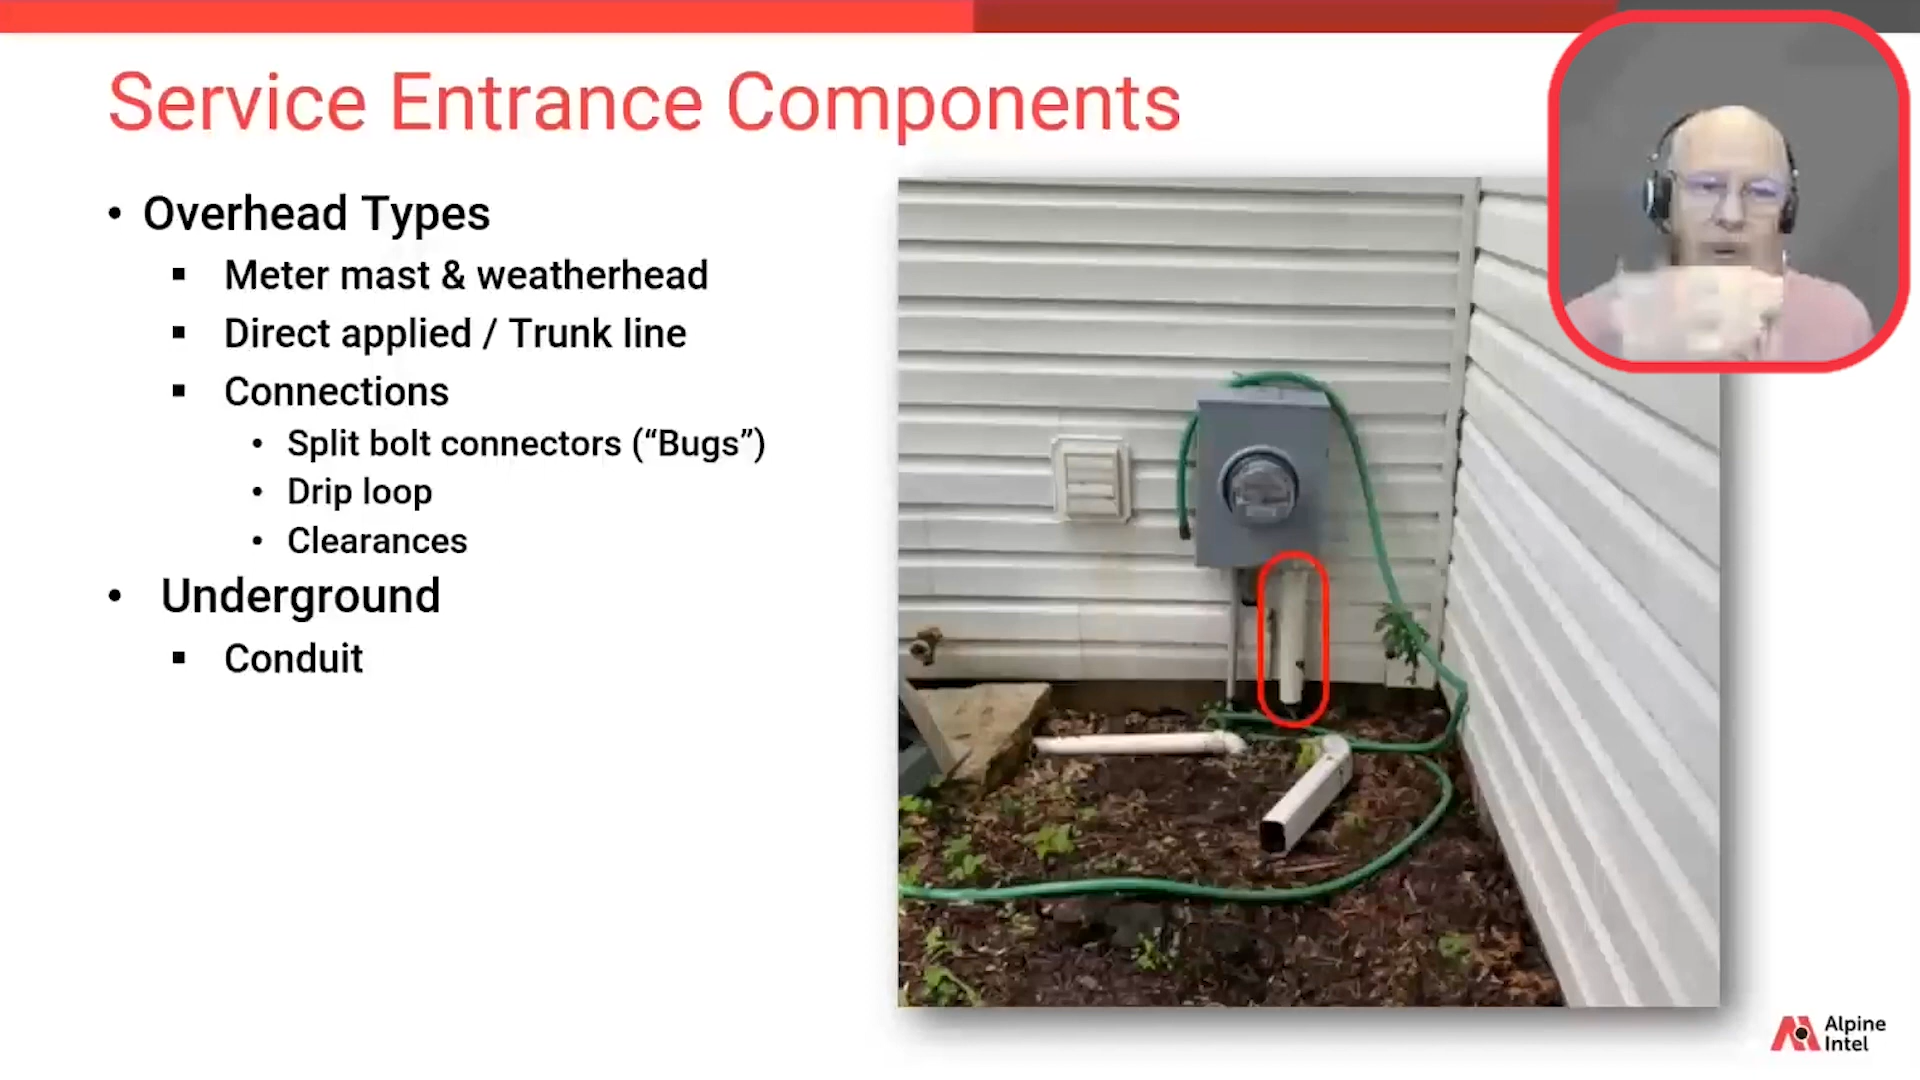 Service Entrance Components
• Overhead Types
▪ Meter mast & weatherhead
▪ Direct applied / Trunk line
▪ Connections
• Split bolt connectors (“Bugs”)
• Drip loop
• Clearances
• Underground
▪ Conduit
Alpine
Intel